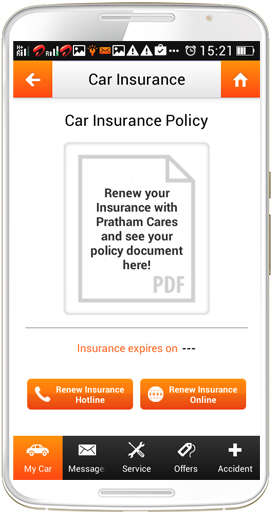 15:21
Car Insurance
Car Insurance Policy
Renew your
Insurance with
Pratham Cares
and see your
policy document
here!
PDF
Insurance expires on ---
Renew Insurance
Hotline
Renew Insurance
Online
My Car
Message
Service
Offers
Accident